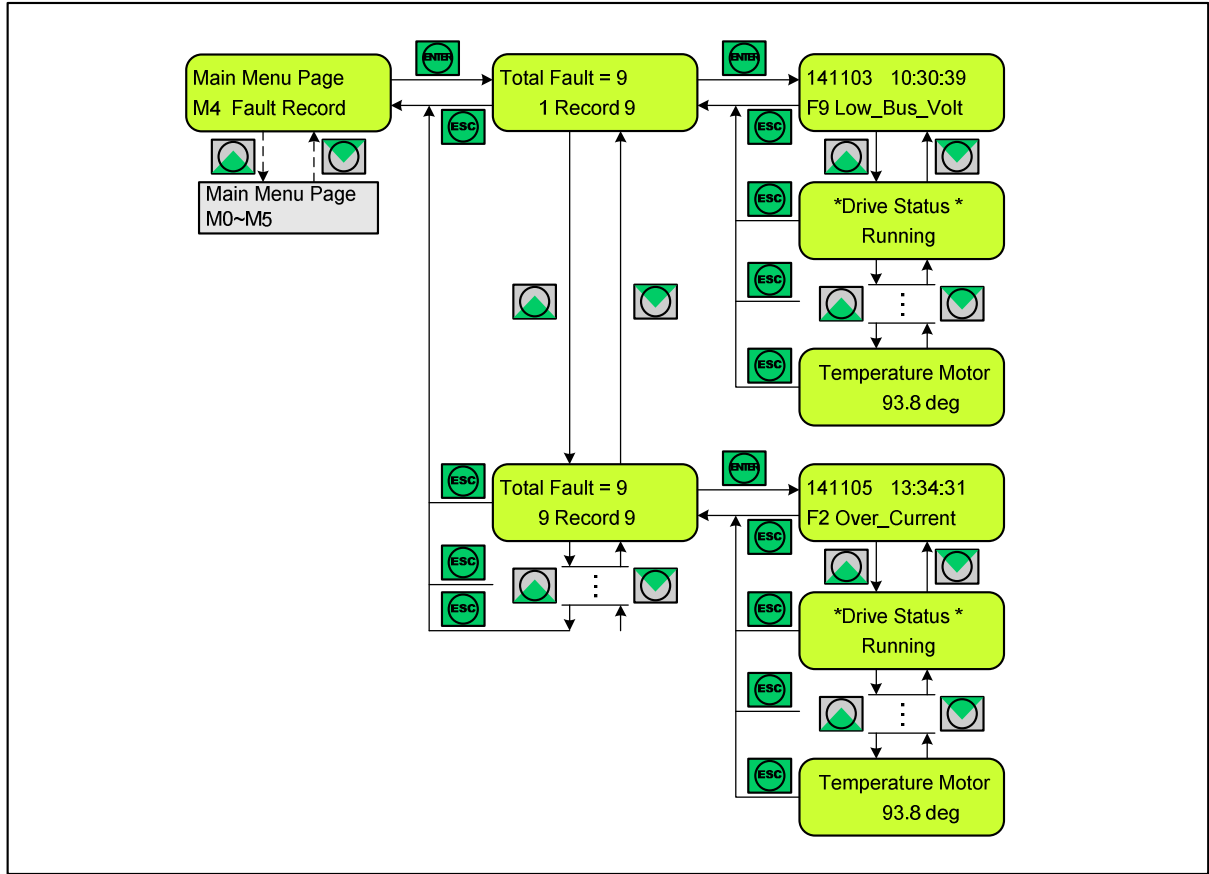 ENTER
ENTER
Main Menu Page
M4 Fault Record
Total Fault = 9
1 Record 9
141103 10:30:39
F9 Low_Bus_Volt
ESC
ESC
Main Menu Page
M0~M5
ESC
*Drive Status *
Running
ESC
ESC
Temperature Motor
93.8 deg
ESC
Total Fault = 9
9 Record 9
ENTER
141105 13:34:31
F2 Over_Current
ESC
ESC
ESC
ESC
*Drive Status *
Running
ESC
ESC
Temperature Motor
93.8 deg